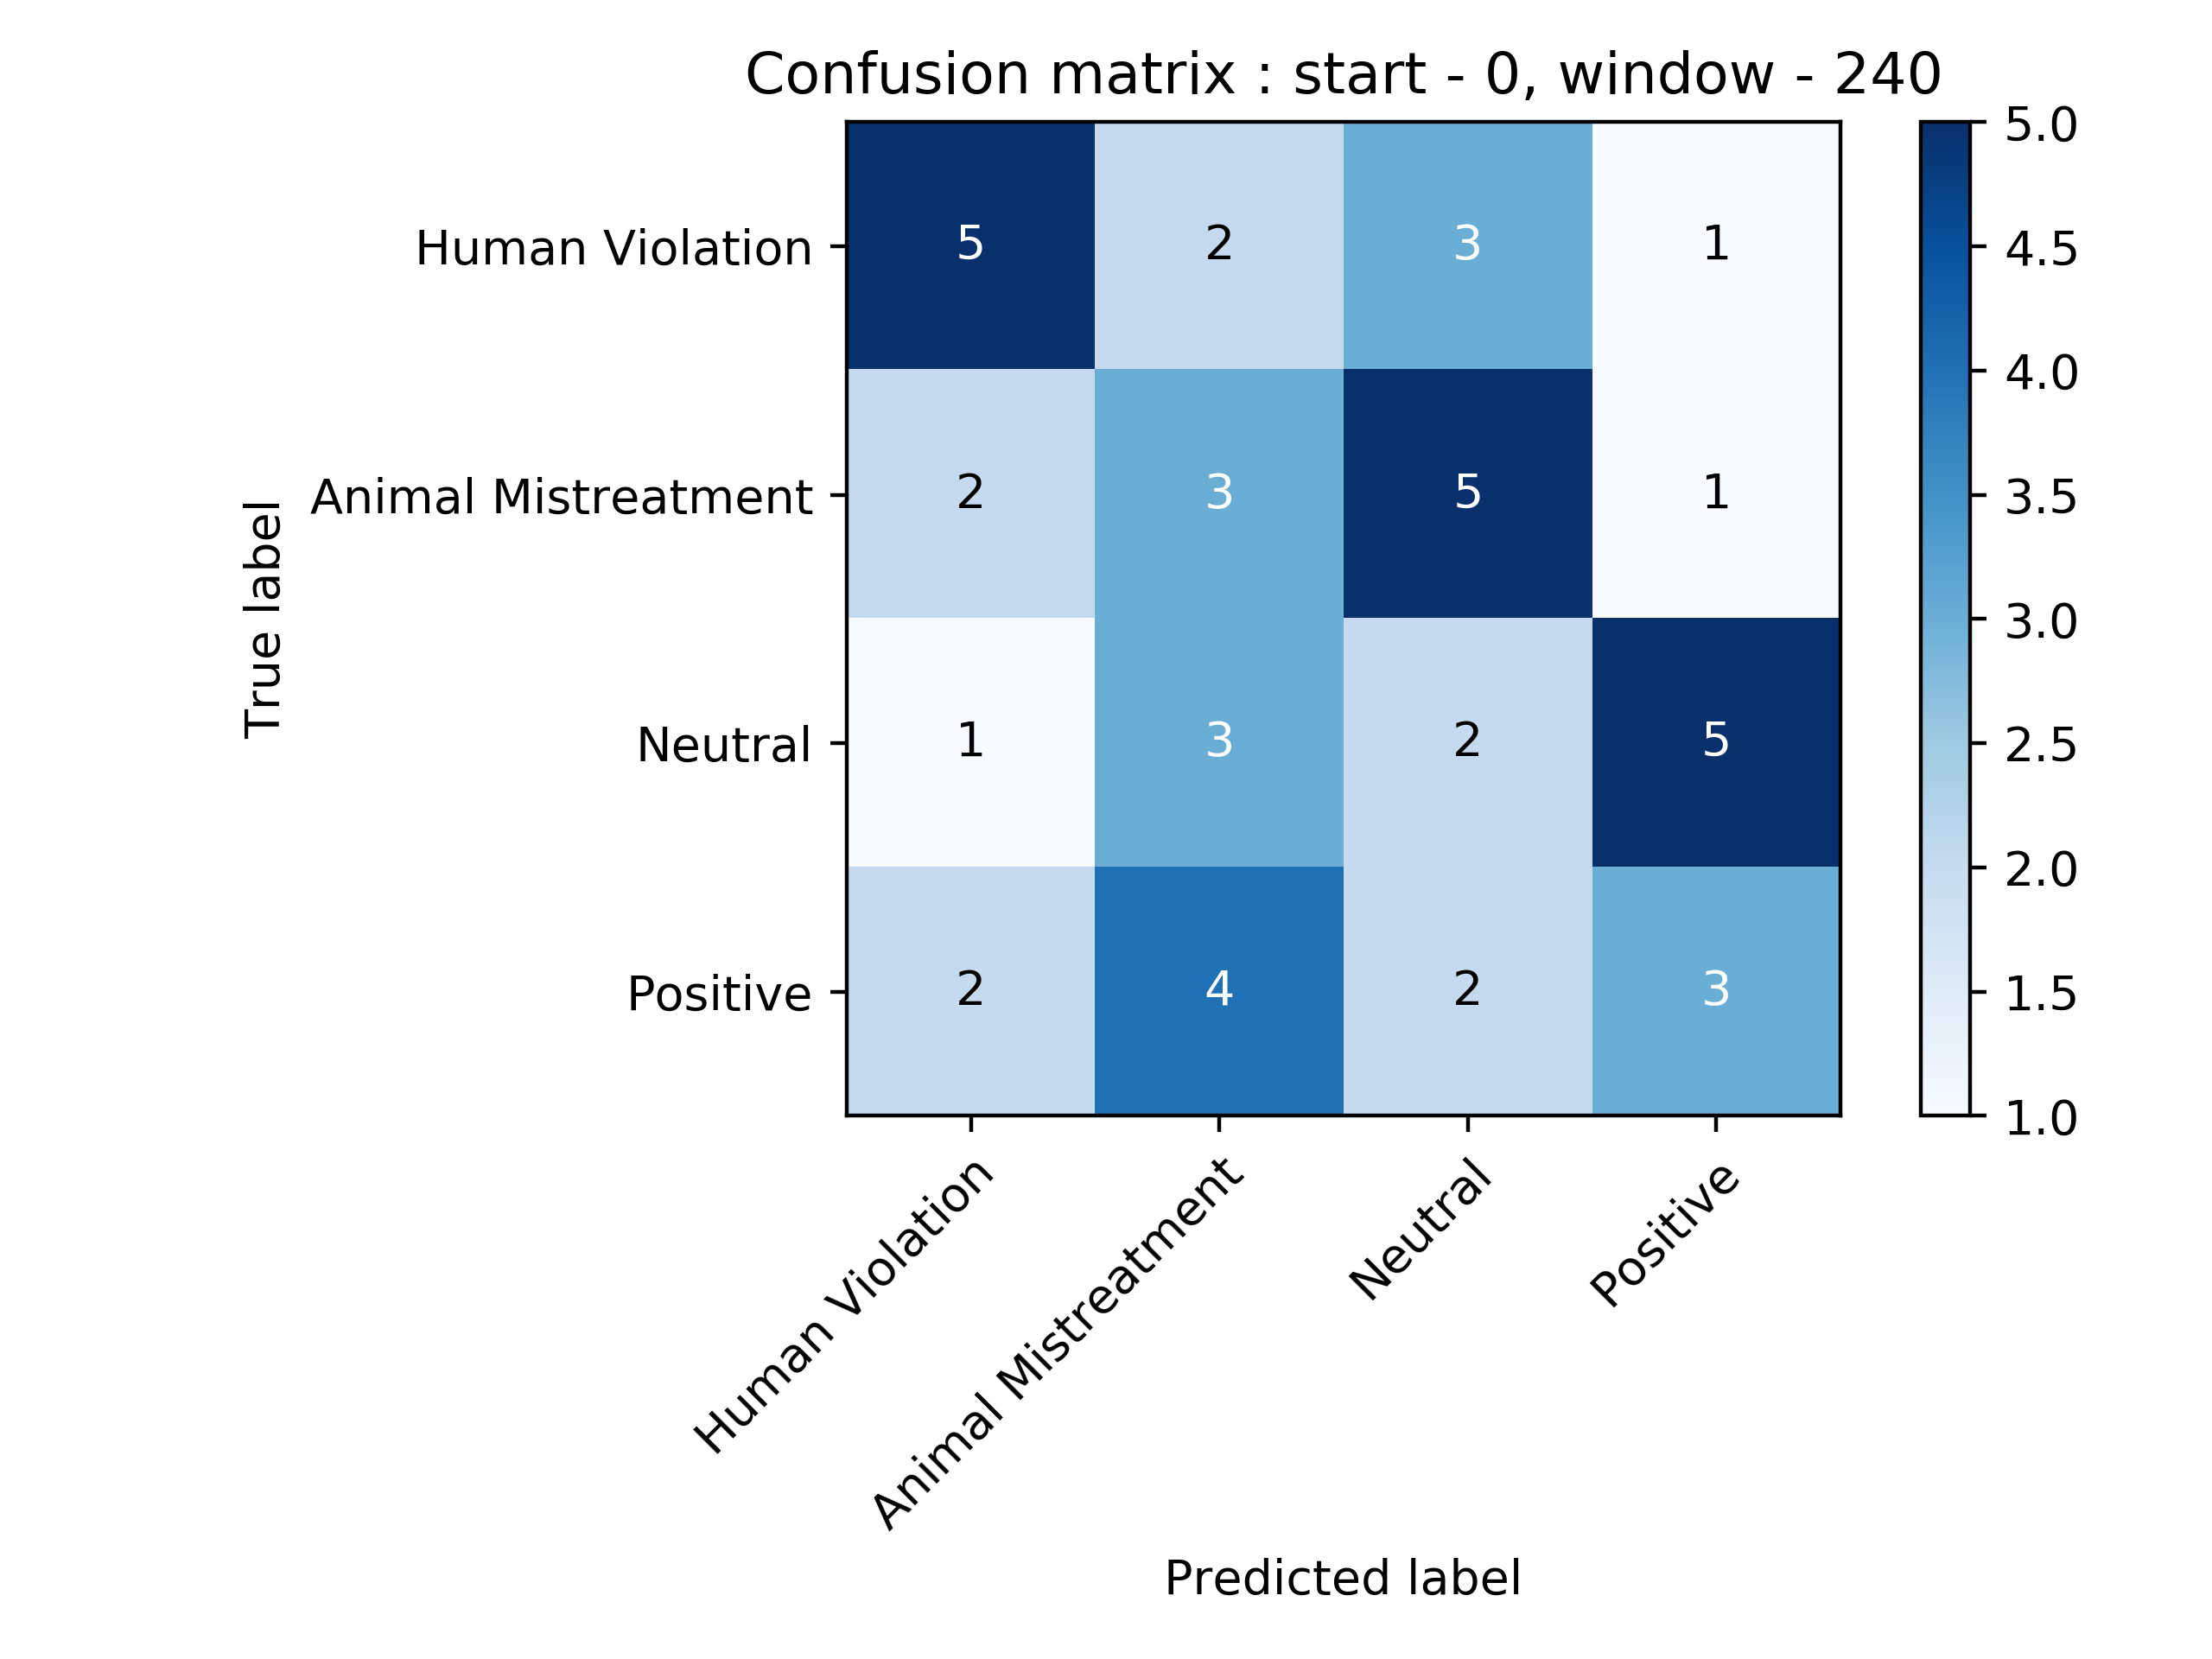 Confusion matrix : start - 0, window - 240
True label
Human Violation
5 2 3 1
Animal Mistreatment
2 3 5 1
Neutral
1 3 2 5
Positive
2 4 2 3
Human Violation
Animal Mistreatment
Neutral
Positive
Predicted label
5.0
4.5
4.0
3.5
3.0
2.5
2.0
1.5
1.0